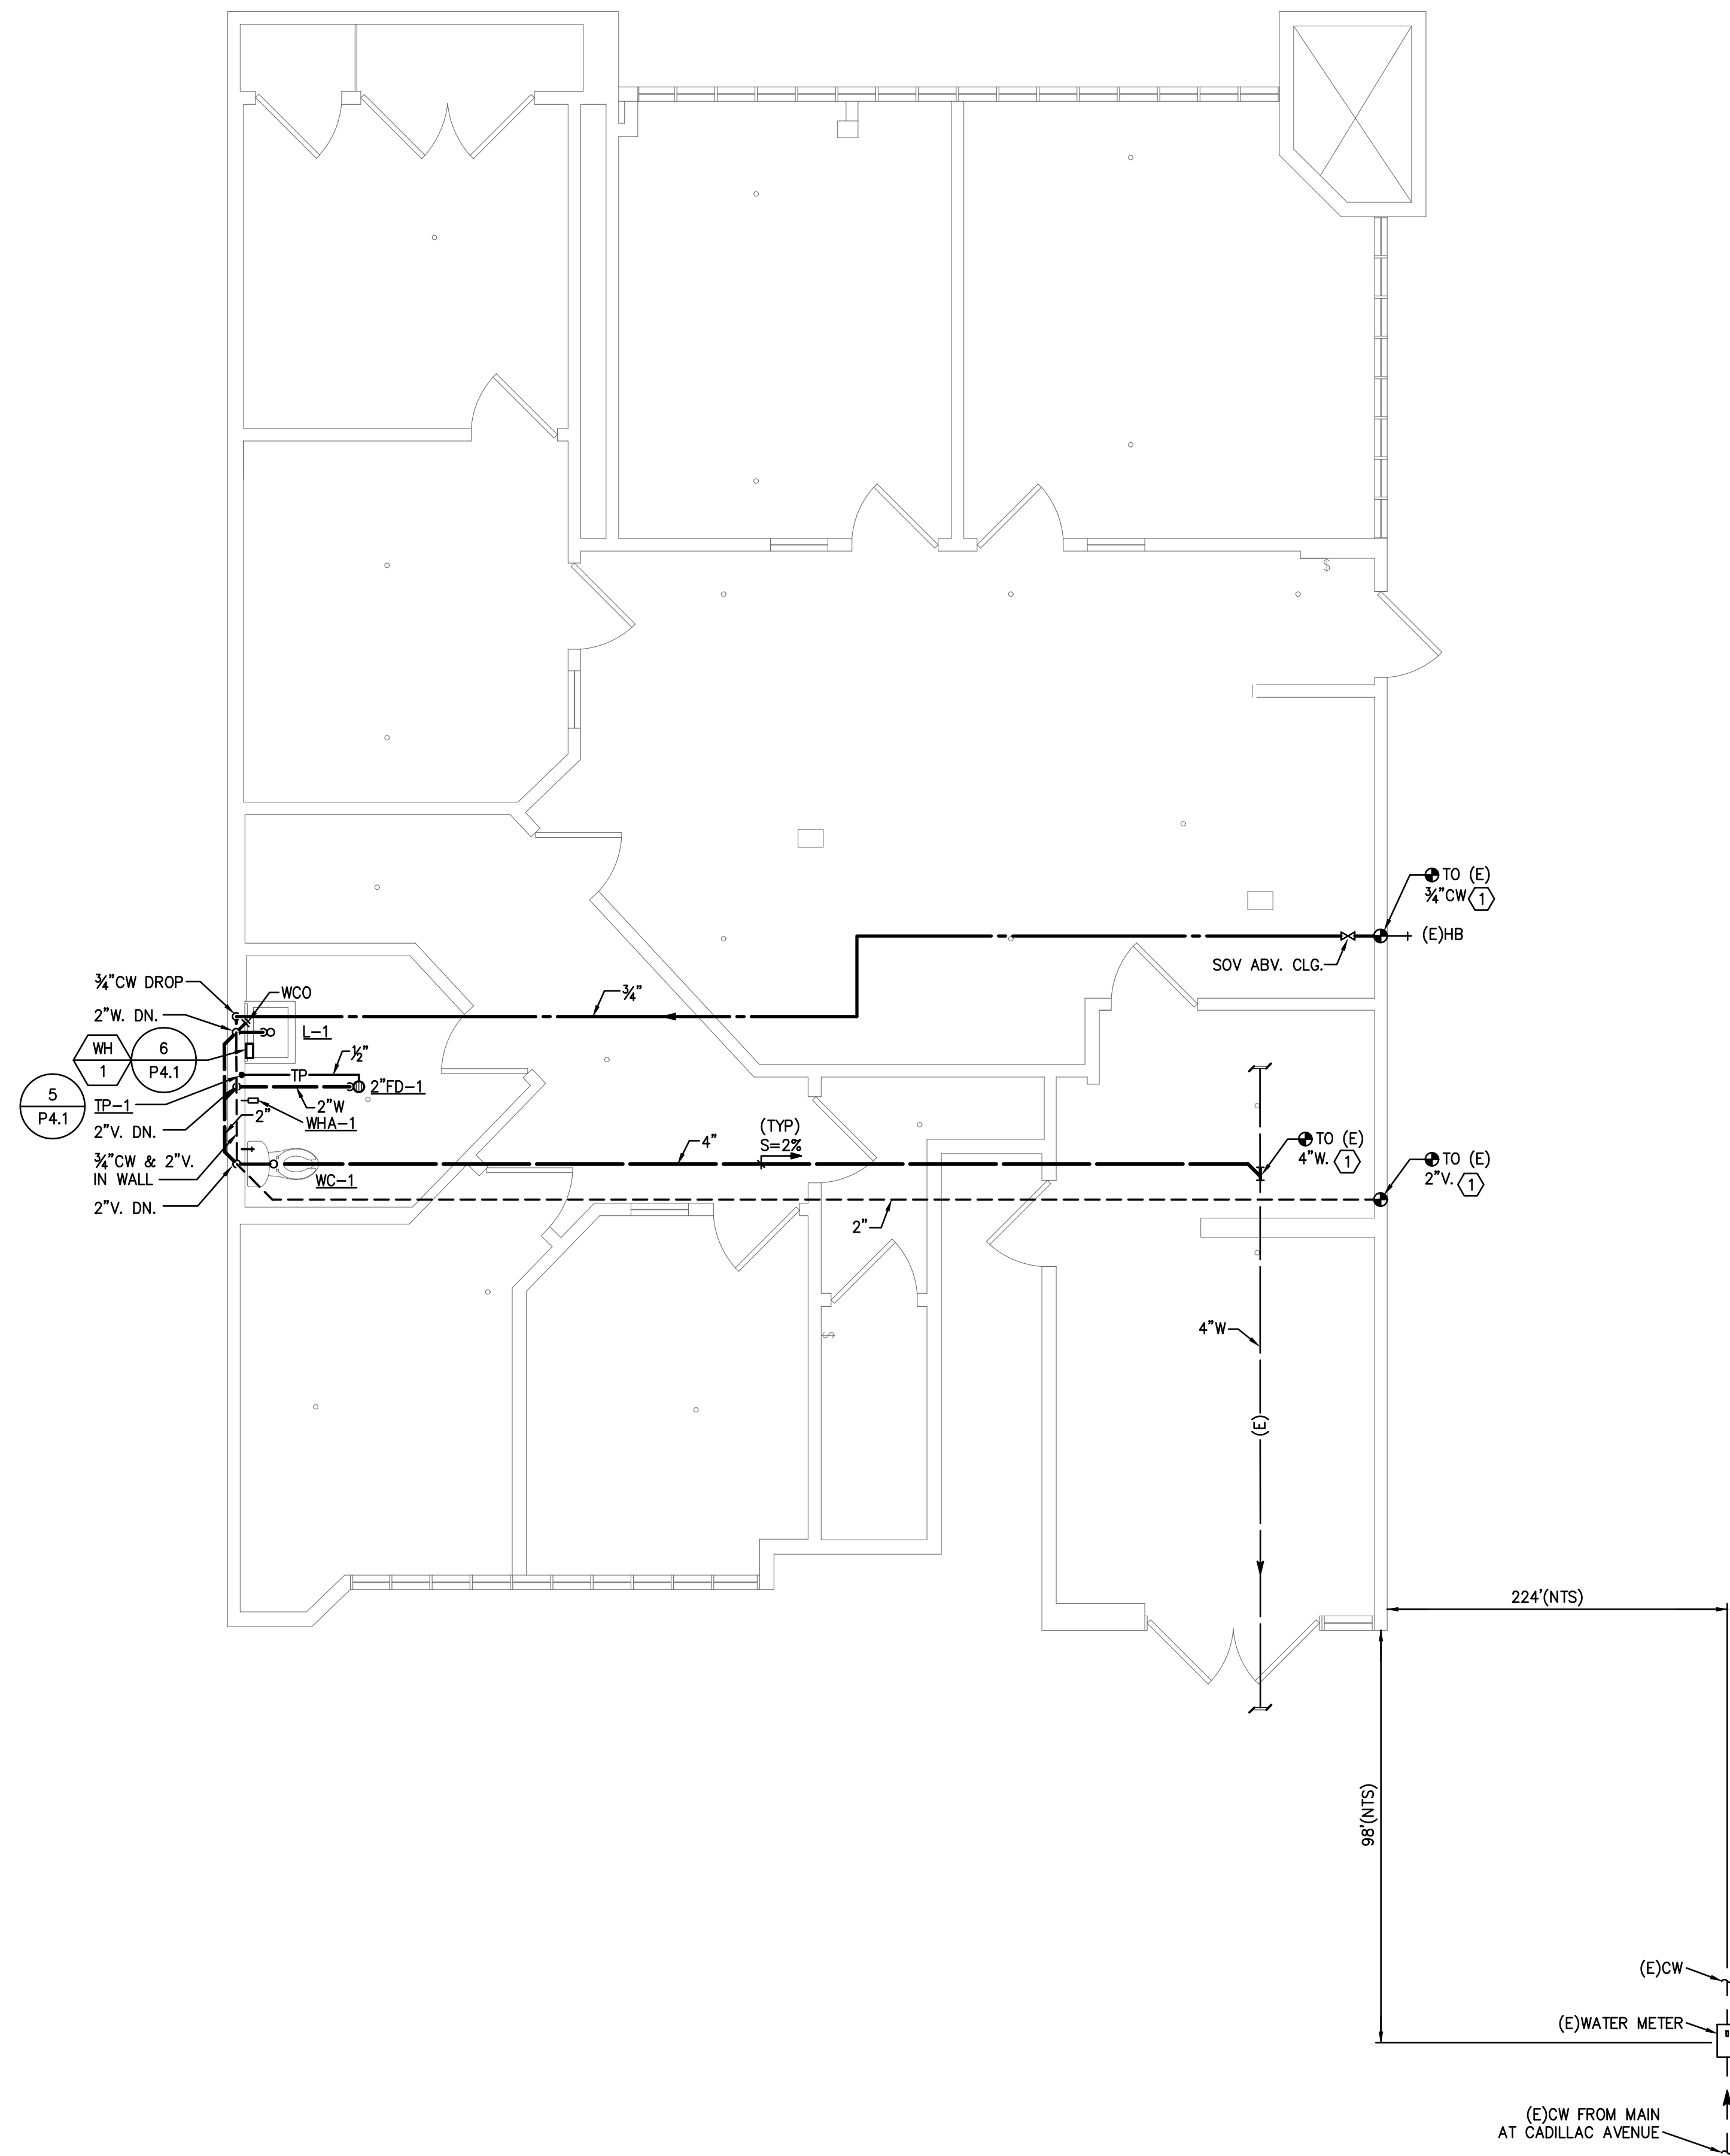 TO (E)
¾"CW 1
(E)HB
SOV ABV. CLG.
¾"CW DROP
WCO
¾"
2"W. DN.
L-1
WH
1
6
P4.1
½"
TP
2"FD-1
5
P4.1
TP-1
2"W
2"
WHA-1
2"V. DN.
(TYP)
S=2%
4"
TO (E)
4"W. 1
TO (E)
2"V. 1
¾"CW & 2"V.
IN WALL
WC-1
2"V. DN.
2"
$
$
4"W
(E)
224'(NTS)
98'(NTS)
(E)CW
(E)WATER METER
(E)CW FROM MAIN
AT CADILLAC AVENUE